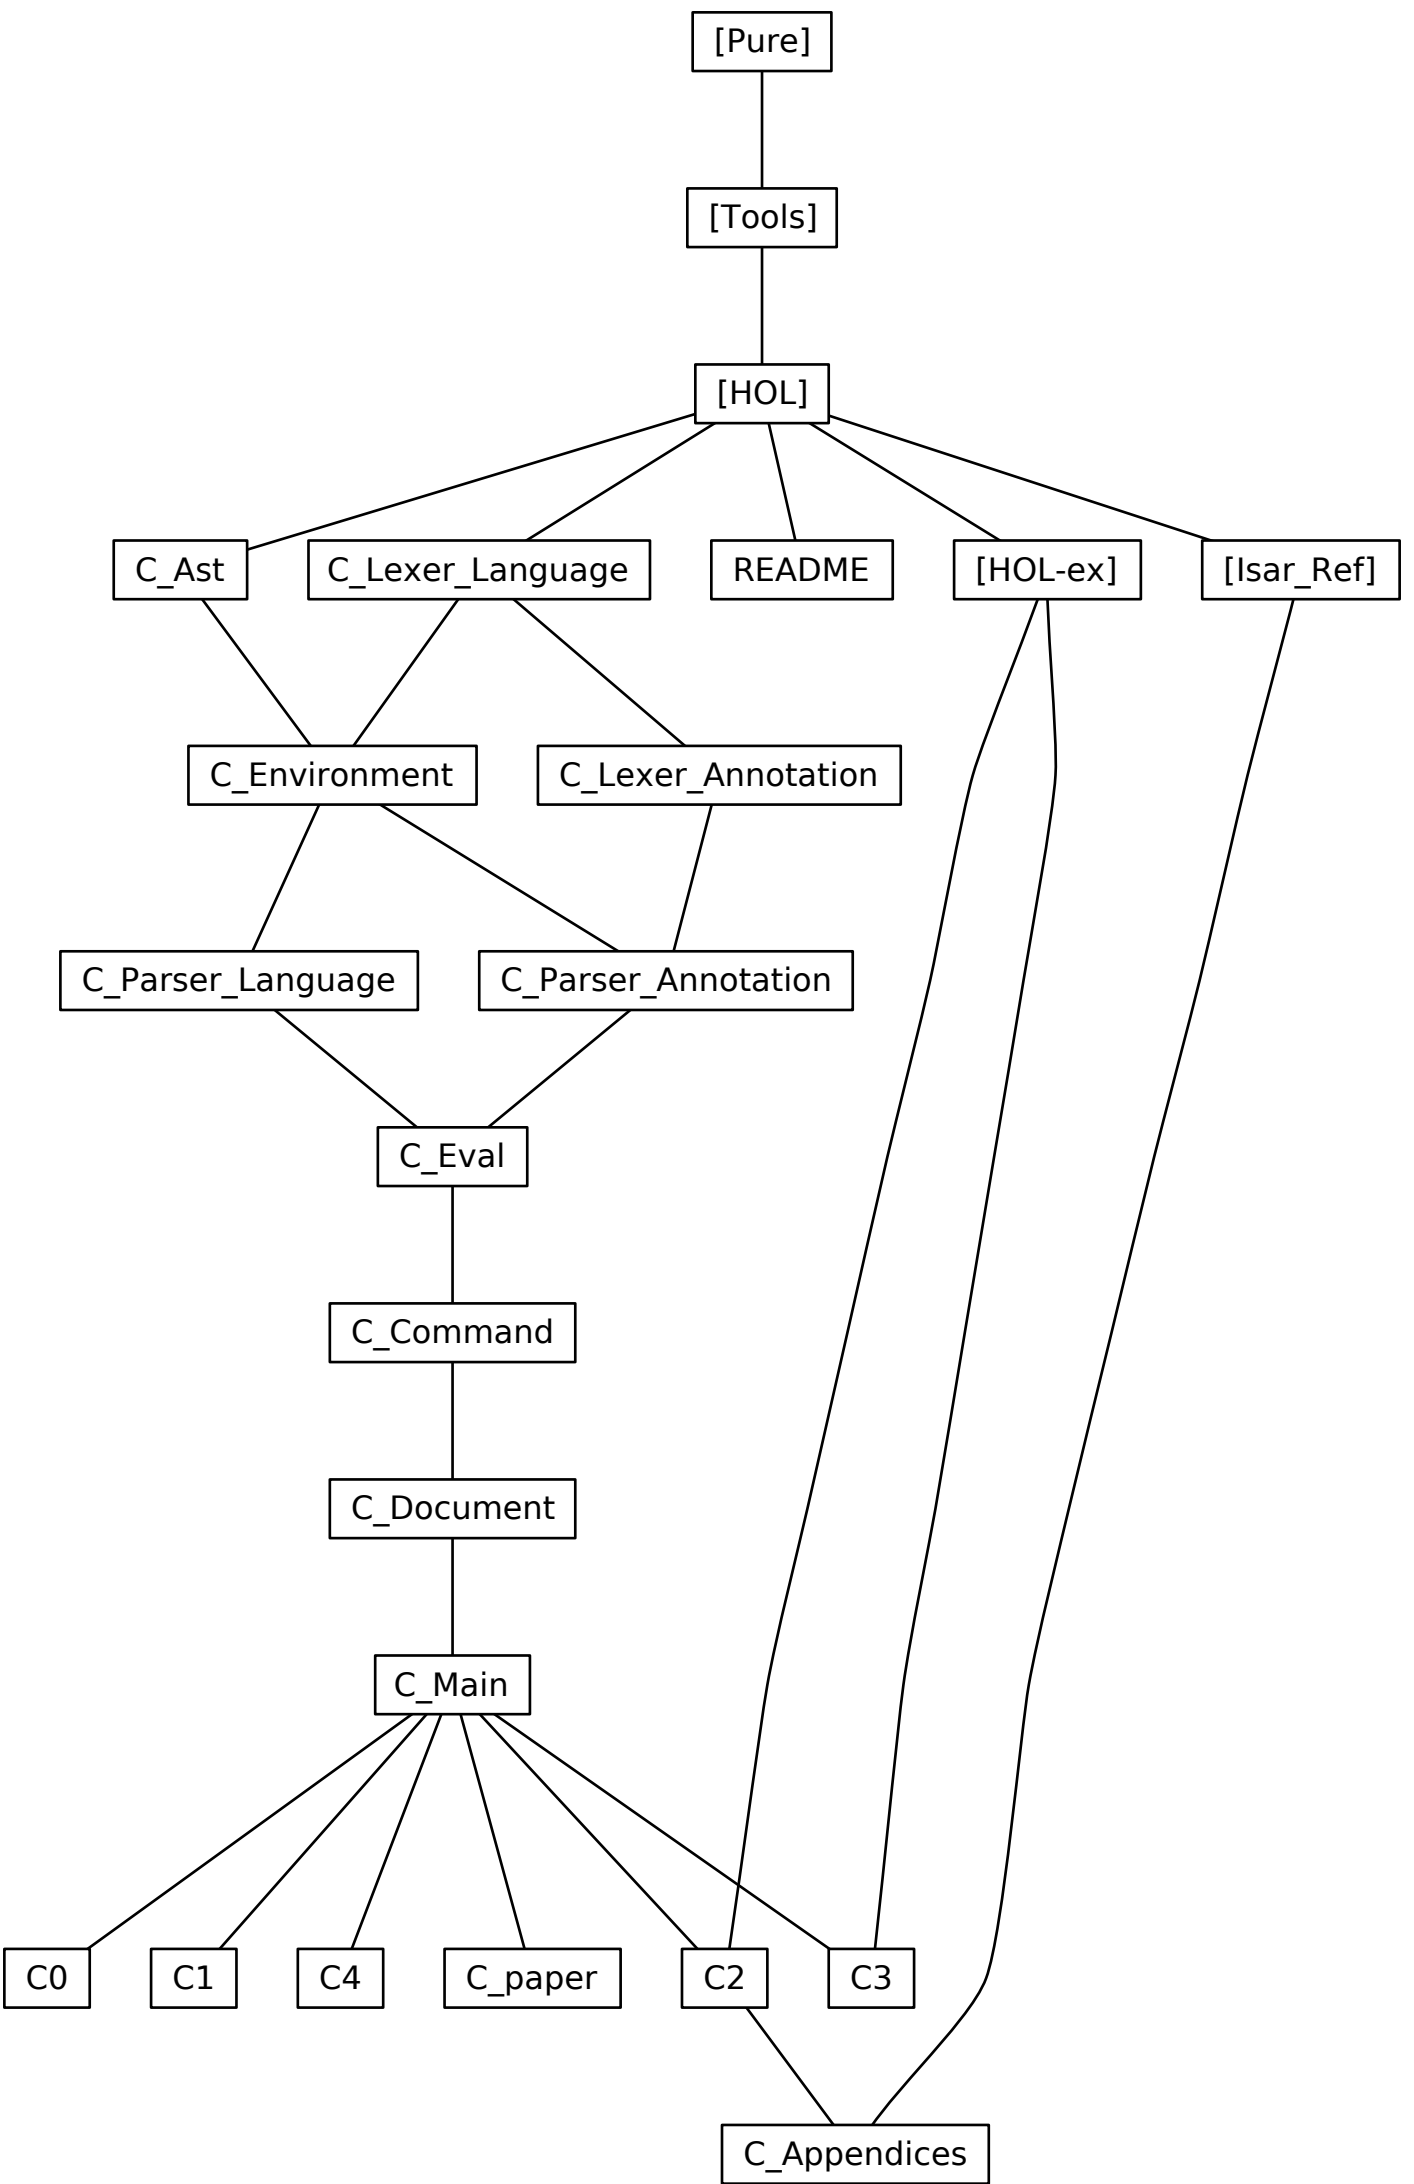 [Pure]
[Tools]
[HOL]
C_Ast
C_Lexer_Language
README
[HOL-ex]
[Isar_Ref]
C_Environment
C_Lexer_Annotation
C_Parser_Language
C_Parser_Annotation
C_Eval
C_Command
C_Document
C_Main
C0
C1
C4
C_paper
C2
C3
C_Appendices